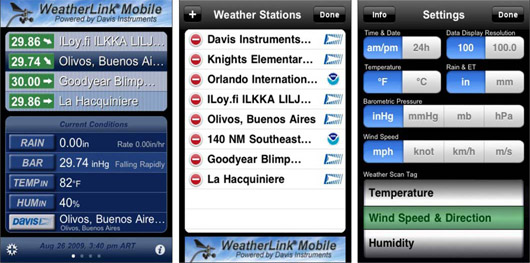 WeatherLink Mobile
Powered by Davis Instruments
29.86 ILoy.fi ILKKA LILJ...
29.74 Olivos, Buenos Ai...
30.00 Goodyear Blimp...
29.86 La Hacquiniere
Current Conditions
RAIN 0.00in Rate 0.00in/hr
BAR 29.74 inHg Falling Rapidly
TEMP IN 82°F
HUM IN 40%
DAVIS Olivos, Buenos Aire...
Olivos, Buenos Aires
Aug 26 2009, 3:40 pm ART
+ Weather Stations Done
Davis Instruments...
Knights Elementar...
Orlando Internation...
ILoy.fi ILKKA LILJ...
Olivos, Buenos Aires
140 NM Southeast...
Goodyear Blimp...
La Hacquiniere
WeatherLink Mobile
Powered by Davis Instruments
Info Settings Done
Time & Date Data Display Resolution
am/pm 24h 100 100.0
Temperature Rain & ET
°F °C in mm
Barometric Pressure
inHg mmHg mb hPa
Wind Speed
mph knot km/h m/s
Weather Scan Tag
Temperature
Wind Speed & Direction
Humidity